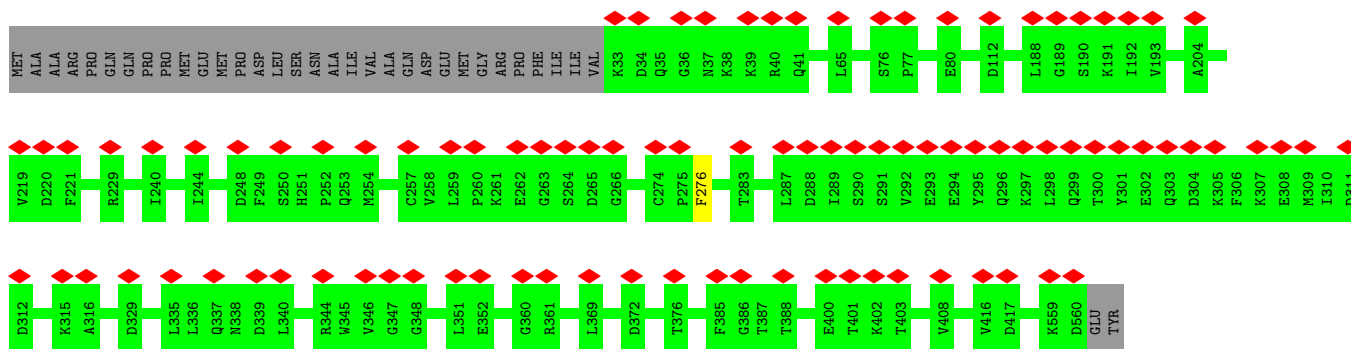 MET ALA ALA ARG PRO GLN GLN PRO PRO MET GLU MET PRO ASP LEU SER ASN ALA ILE VAL ALA GLN ASP GLU MET GLY ARG PRO PHE ILE ILE VAL K33 D34 Q35 G36 N37 K38 K39 R40 Q41 L65 S76 P77 E80 D112 L188 G189 S190 K191 I192 V193 A204
V219 D220 F221 R229 I240 I244 D248 F249 S250 H251 P252 Q253 M254 C257 V258 L259 P260 K261 E262 G263 S264 D265 G266 C274 P275 F276 T283 L287 D288 I289 S290 S291 V292 E293 E294 Y295 Q296 K297 L298 Q299 T300 Y301 E302 Q303 D304 K305 F306 K307 E308 M309 I310 D311
D312 K315 A316 D329 L335 L336 Q337 N338 D339 L340 R344 W345 V346 G347 G348 L351 E352 G360 R361 L369 D372 T376 F385 G386 T387 T388 E400 T401 K402 T403 V408 V416 D417 K559 D560 GLU TYR